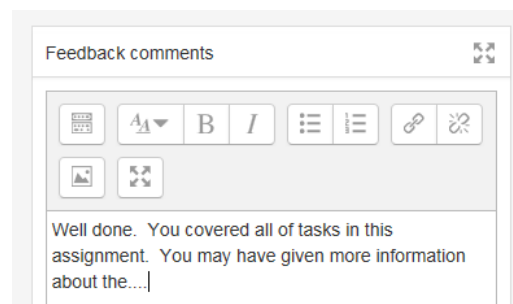 Feedback comments
A A B I
Well done.  You covered all of tasks in this
assignment.  You may have given more information
about the....